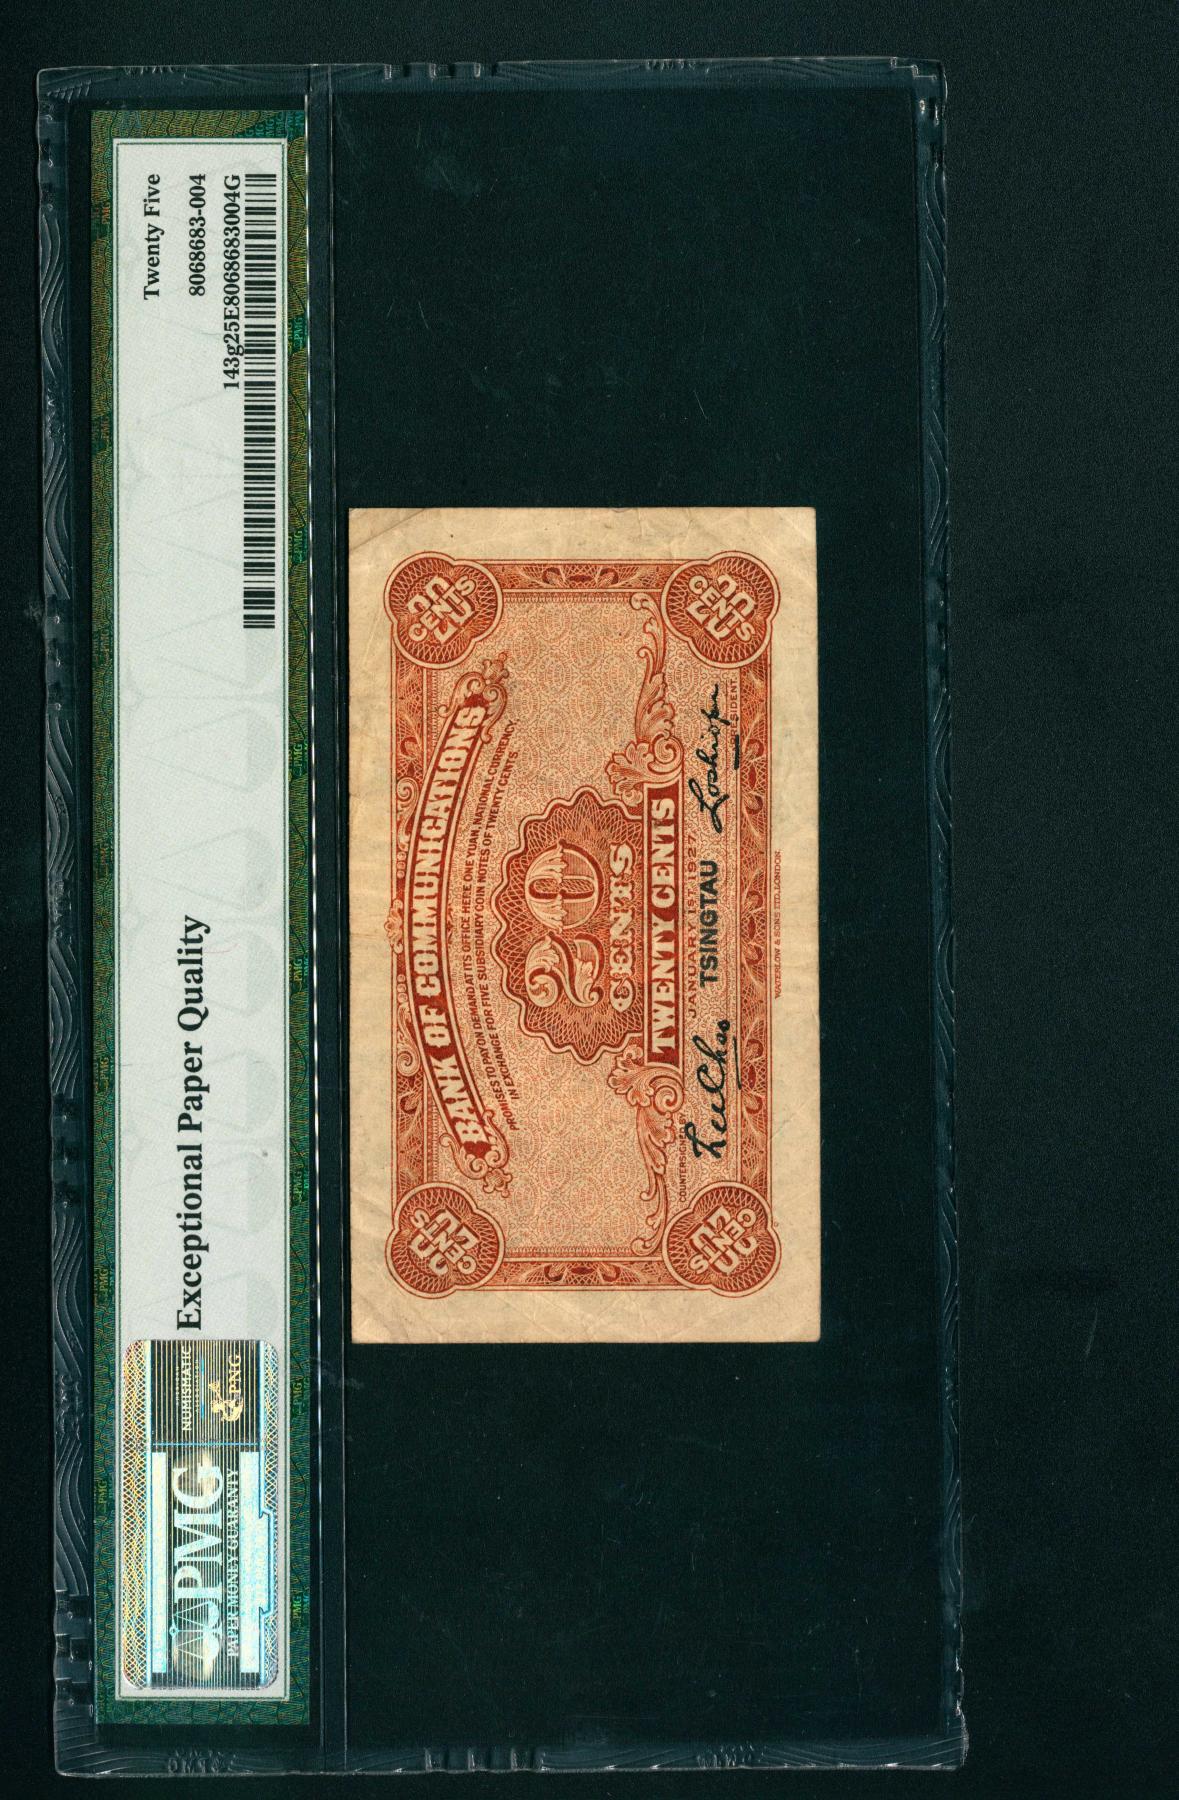 Twenty Five
8068683-004
143g25E8068683004G
Exceptional Paper Quality
NUMISMATIC
PNG
PMG
PAPER MONEY GUARANTY
20 CENTS
20 CENTS
BANK OF COMMUNICATIONS
PROMISES TO PAY ON DEMAND AT ITS OFFICE HERE ONE YUAN, NATIONAL CURRENCY,
IN EXCHANGE FOR FIVE SUBSIDIARY COIN NOTES OF TWENTY CENTS.
20
CENTS
TWENTY CENTS
JANUARY 1ST. 1927.
COUNTERSIGNED BY
TSINGTAU
20 CENTS
20 CENTS
WATERLOW & SONS LTD. LONDON.